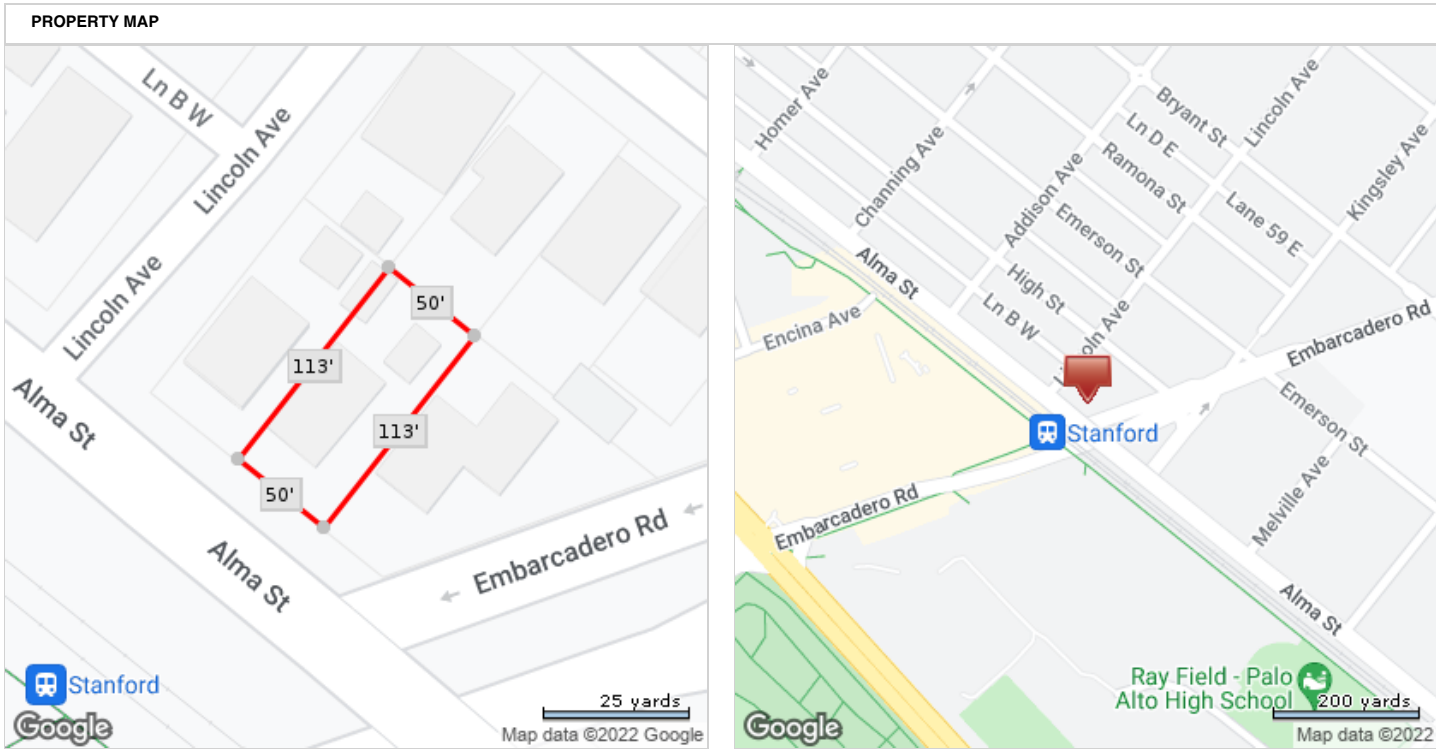 PROPERTY MAP
Ln B W
Lincoln Ave
Lincoln Ave
50'
113'
113'
50'
Alma St
Alma St
Embarcadero Rd
Stanford
25 yards
Google
Map data ©2022 Google
Homer Ave
Channing Ave
Addison Ave
Bryant St
Lincoln Ave
Ln D E
Ramona St
Kingsley Ave
Lane 59 E
Emerson St
Alma St
High St
Ln B W
oln Ave
Encina Ave
Embarcadero Rd
Stanford
Emerson St
Embarcadero Rd
Melville Ave
Alma St
Ray Field - Palo
Alto High School
200 yards
Google
Map data ©2022